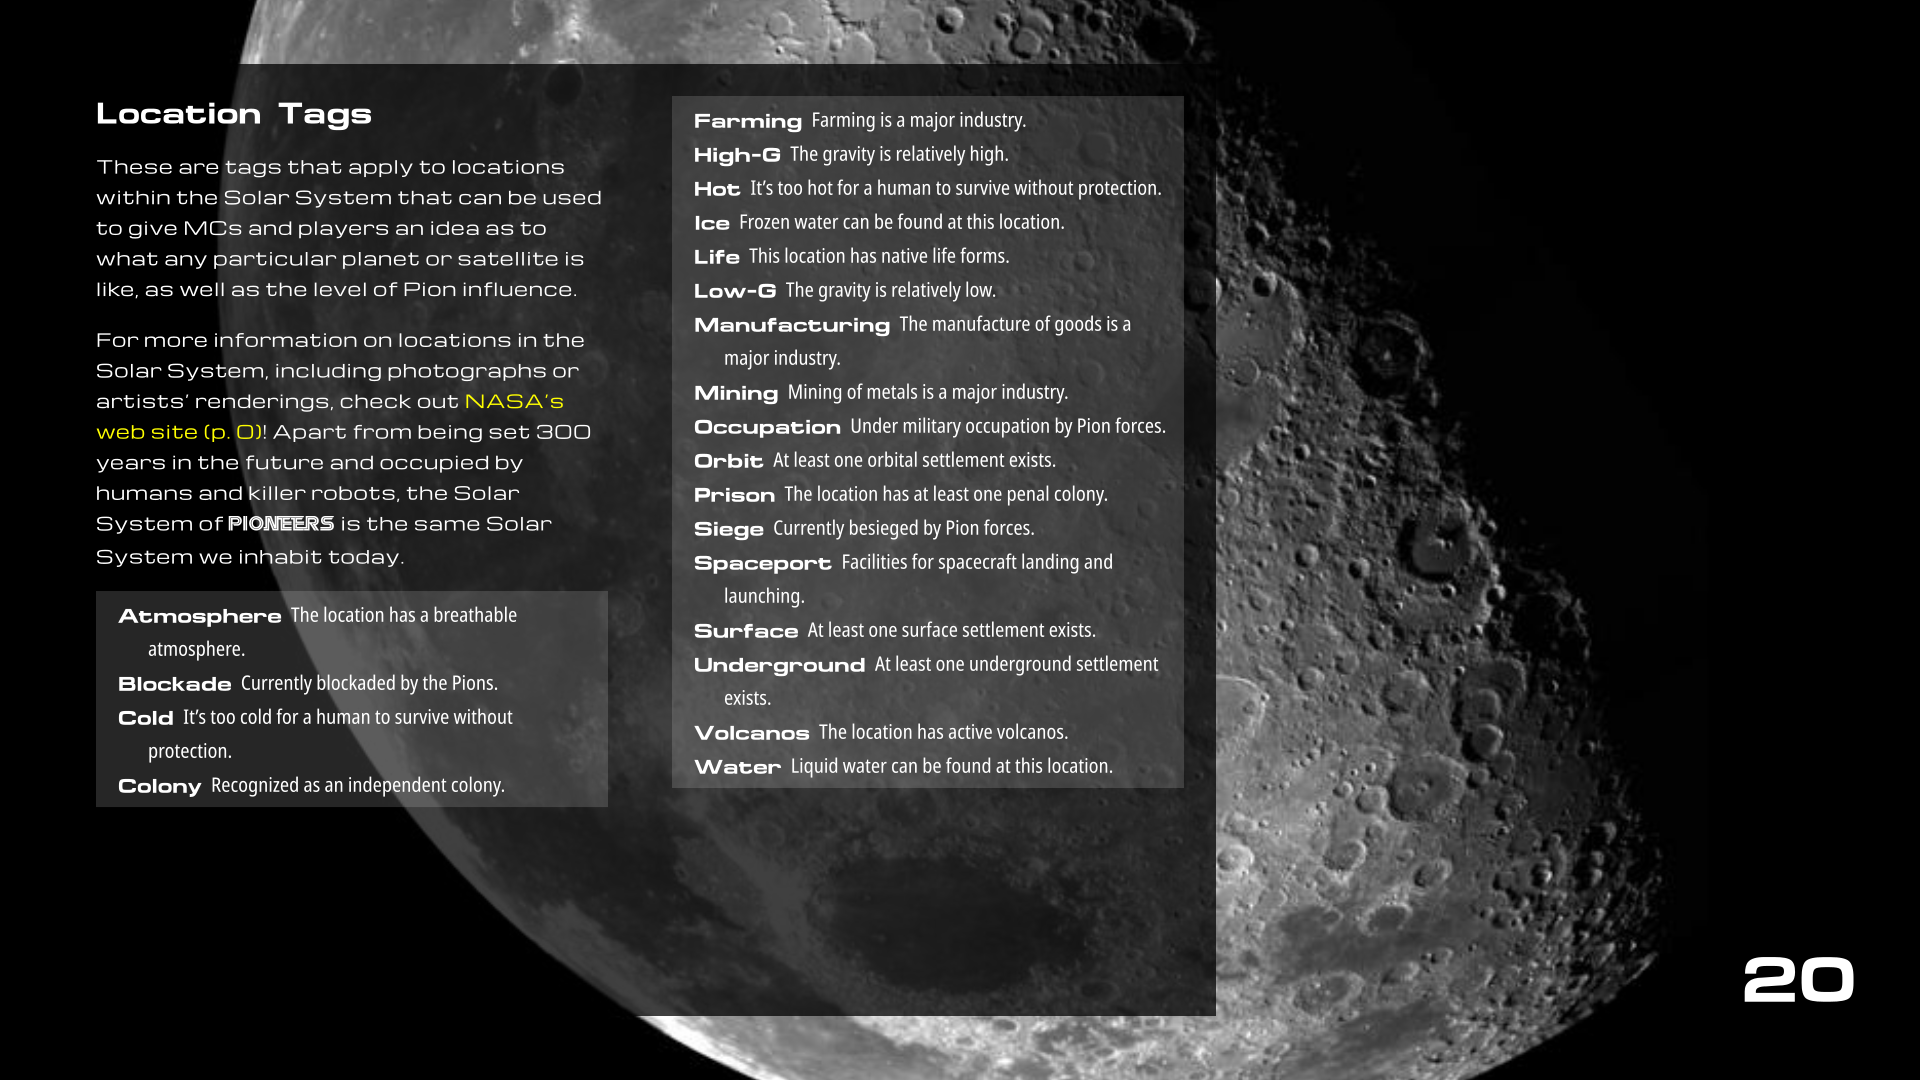 Location Tags
These are tags that apply to locations
within the Solar System that can be used
to give MCs and players an idea as to
what any particular planet or satellite is
like, as well as the level of Pion influence.
For more information on locations in the
Solar System, including photographs or
artists’ renderings, check out NASA’s
web site (p. 0)! Apart from being set 300
years in the future and occupied by
humans and killer robots, the Solar
System of PIONEERS is the same Solar
System we inhabit today.
Atmosphere The location has a breathable
atmosphere.
Blockade Currently blockaded by the Pions.
Cold It’s too cold for a human to survive without
protection.
Colony Recognized as an independent colony.
Farming Farming is a major industry.
High-G The gravity is relatively high.
Hot It’s too hot for a human to survive without protection.
Ice Frozen water can be found at this location.
Life This location has native life forms.
Low-G The gravity is relatively low.
Manufacturing The manufacture of goods is a
major industry.
Mining Mining of metals is a major industry.
Occupation Under military occupation by Pion forces.
Orbit At least one orbital settlement exists.
Prison The location has at least one penal colony.
Siege Currently besieged by Pion forces.
Spaceport Facilities for spacecraft landing and
launching.
Surface At least one surface settlement exists.
Underground At least one underground settlement
exists.
Volcanos The location has active volcanos.
Water Liquid water can be found at this location.
20